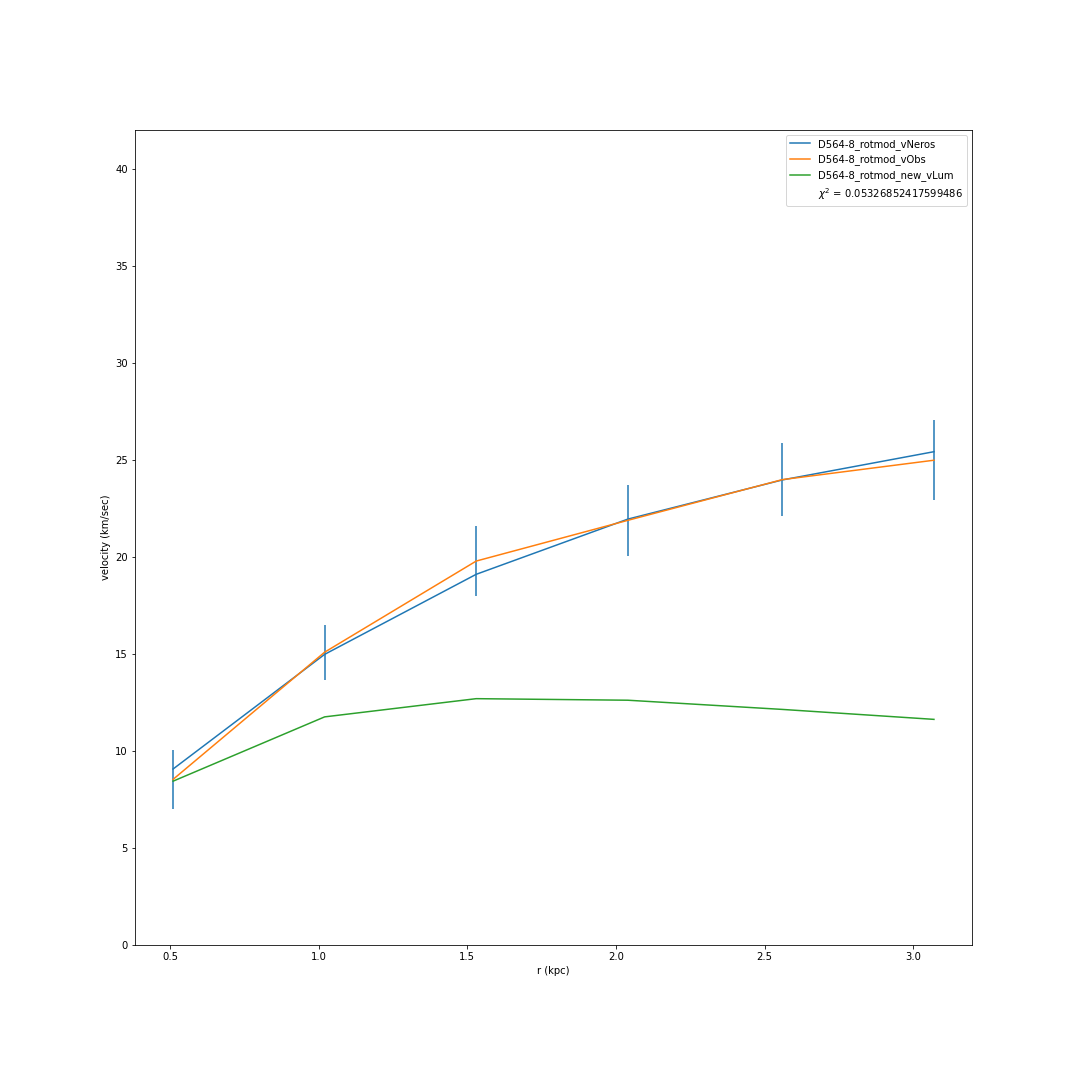 D564-8_rotmod_vNeros
D564-8_rotmod_vObs
D564-8_rotmod_new_vLum
χ² = 0.05326852417599486
40
35
30
25
20
15
10
5
0
velocity (km/sec)
0.5 1.0 1.5 2.0 2.5 3.0
r (kpc)